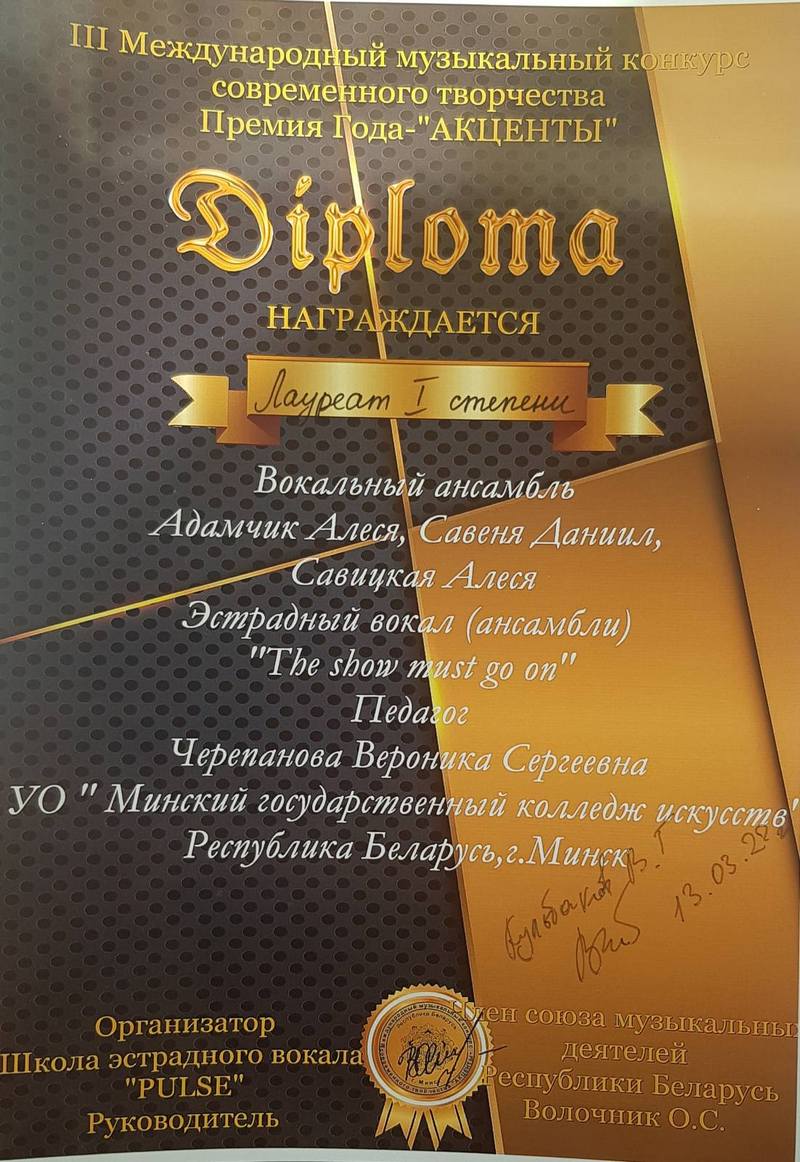 III Международный музыкальный конкурс
современного творчества
Премия Года-"АКЦЕНТЫ"
Diploma
НАГРАЖДАЕТСЯ
Лауреат I степени
Вокальный ансамбль
Адамчик Алеся, Савеня Даниил,
Савицкая Алеся
Эстрадный вокал (ансамбли)
"The show must go on"
Педагог
Черепанова Вероника Сергеевна
УО " Минский государственный колледж искусств"
Республика Беларусь,г.Минск
13.03.22
Организатор
Школа эстрадного вокала
"PULSE"
Руководитель
Член союза музыкальных
деятелей
Республики Беларусь
Волочник О.С.